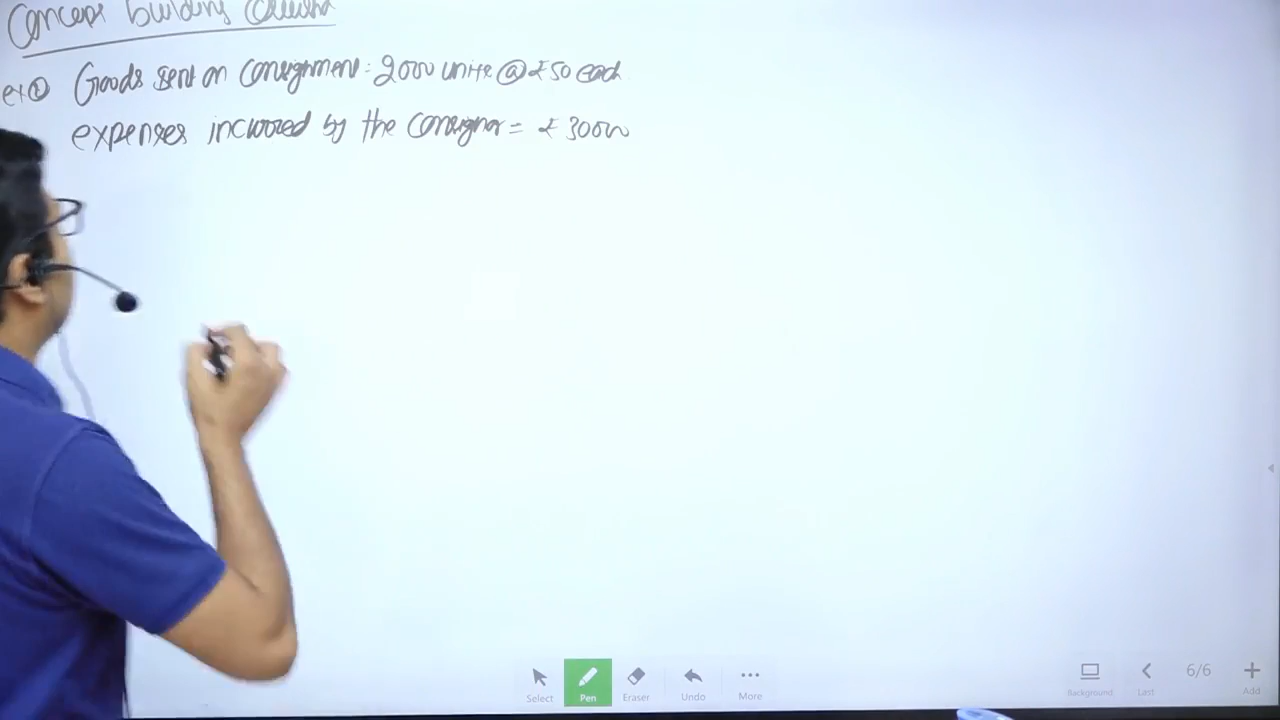 Concept building Question
ex① Goods sent on Consignment: 2000 units @ ₹50 each
expenses incurred by the Consignor = ₹3000
Select
Pen
Eraser
Undo
More
Background
Last
6/6
Add